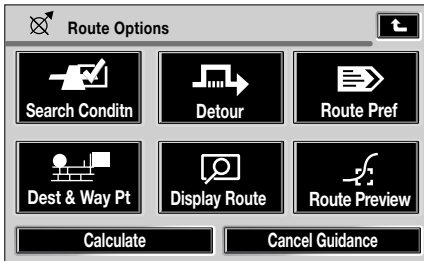 Route Options
Search Conditn
Detour
Route Pref
Dest & Way Pt
Display Route
Route Preview
Calculate
Cancel Guidance